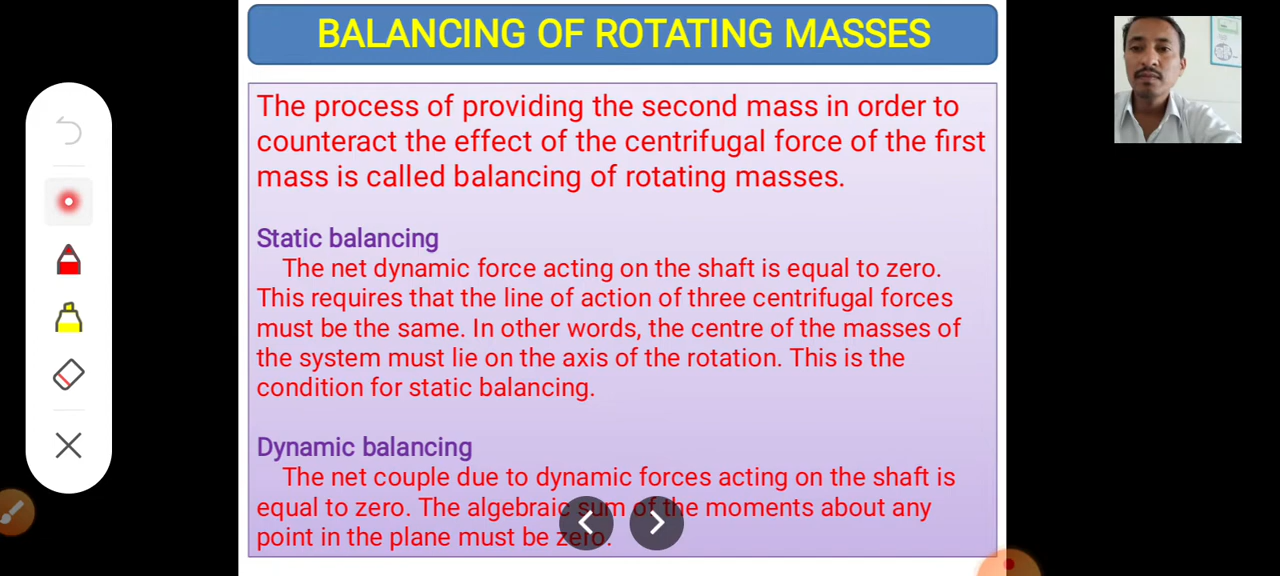 BALANCING OF ROTATING MASSES
The process of providing the second mass in order to
counteract the effect of the centrifugal force of the first
mass is called balancing of rotating masses.
Static balancing
The net dynamic force acting on the shaft is equal to zero.
This requires that the line of action of three centrifugal forces
must be the same. In other words, the centre of the masses of
the system must lie on the axis of the rotation. This is the
condition for static balancing.
Dynamic balancing
The net couple due to dynamic forces acting on the shaft is
equal to zero. The algebraic sum of the moments about any
point in the plane must be zero.